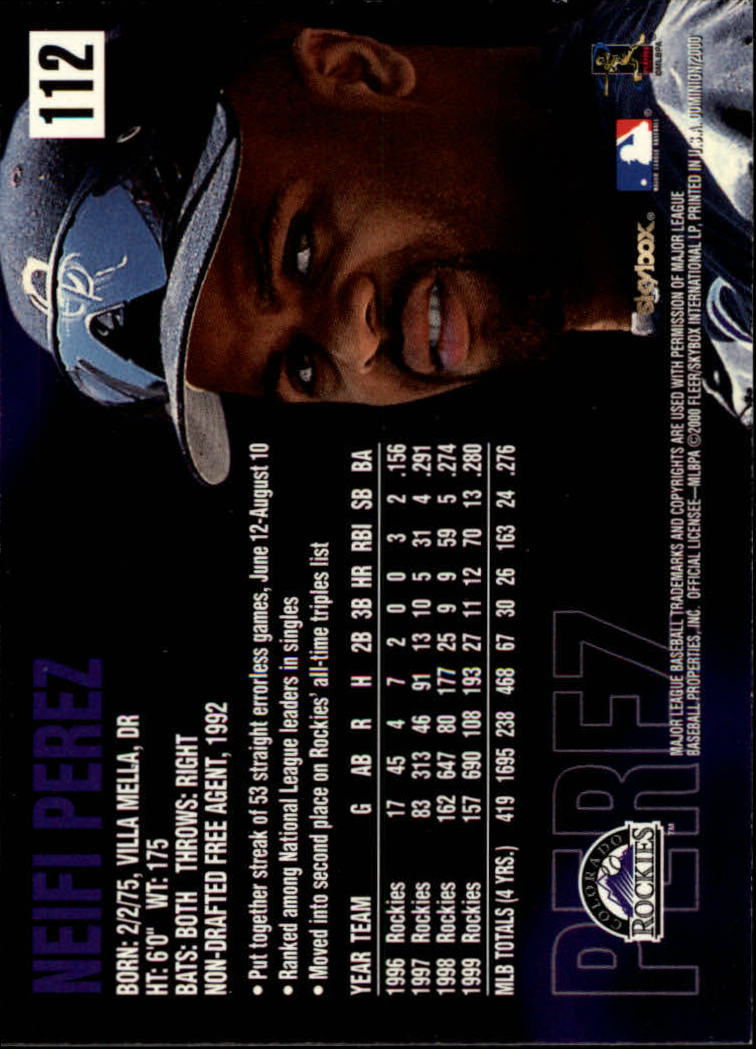 112
NEIFI PEREZ
BORN: 2/2/75, VILLA MELLA, DR
HT: 6'0" WT: 175
BATS: BOTH THROWS: RIGHT
NON-DRAFTED FREE AGENT, 1992
• Put together streak of 53 straight errorless games, June 12-August 10
• Ranked among National League leaders in singles
• Moved into second place on Rockies' all-time triples list
YEAR TEAM G AB R H 2B 3B HR RBI SB BA
1996 Rockies 17 45 4 7 2 0 0 3 2 .156
1997 Rockies 83 313 46 91 13 10 5 31 4 .291
1998 Rockies 162 647 80 177 25 9 9 59 5 .274
1999 Rockies 157 690 108 193 27 11 12 70 13 .280
MLB TOTALS (4 YRS.) 419 1695 238 468 67 30 26 163 24 .276
PEREZ
COLORADO
ROCKIES
TM
skybox®
MAJOR LEAGUE BASEBALL
®
©MLBPA
MAJOR LEAGUE BASEBALL TRADEMARKS AND COPYRIGHTS ARE USED WITH PERMISSION OF MAJOR LEAGUE
BASEBALL PROPERTIES, INC. OFFICIAL LICENSEE—MLBPA ©2000 FLEER/SKYBOX INTERNATIONAL LP, PRINTED IN U.S.A. DOMINION/2000